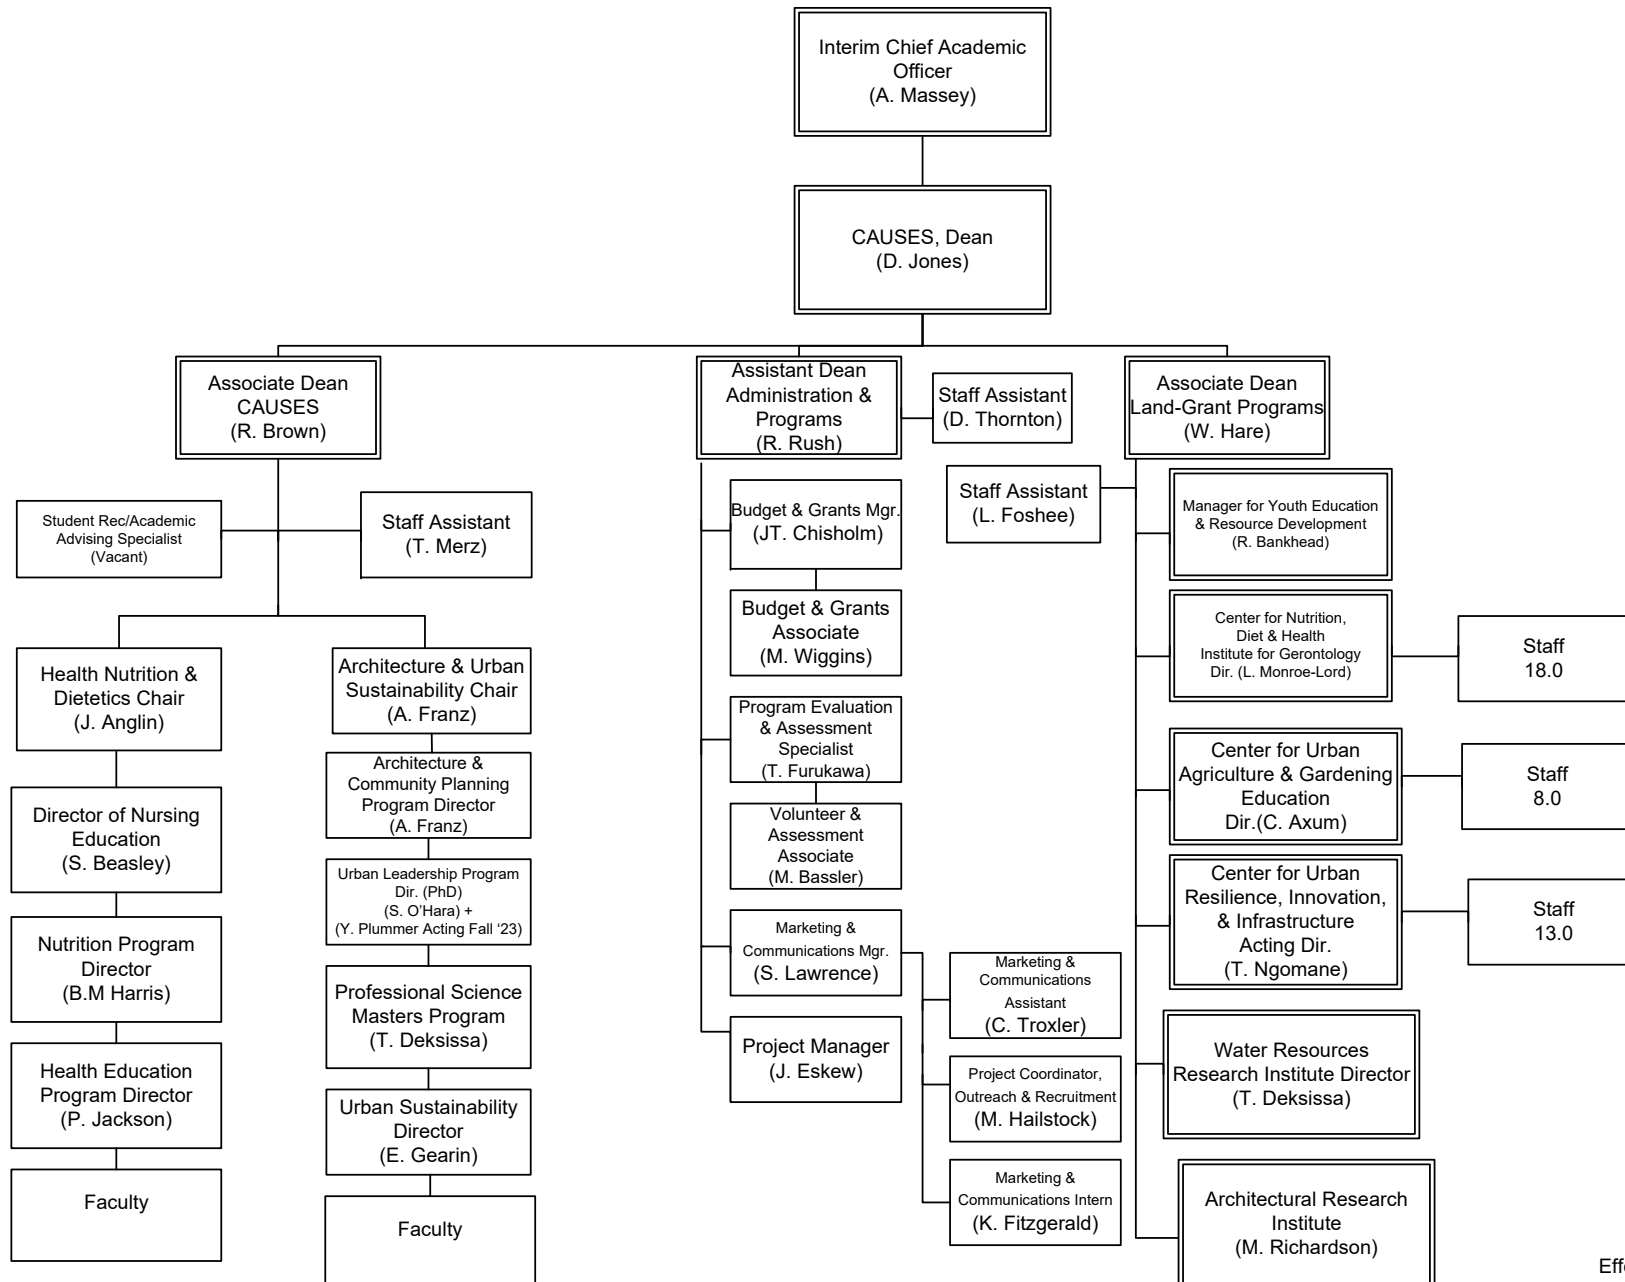 Interim Chief Academic
Officer
(A. Massey)
CAUSES, Dean
(D. Jones)
Associate Dean
CAUSES
(R. Brown)
Assistant Dean
Administration &
Programs
(R. Rush)
Staff Assistant
(D. Thornton)
Associate Dean
Land-Grant Programs
(W. Hare)
Student Rec/Academic
Advising Specialist
(Vacant)
Staff Assistant
(T. Merz)
Health Nutrition &
Dietetics Chair
(J. Anglin)
Director of Nursing
Education
(S. Beasley)
Nutrition Program
Director
(B.M Harris)
Health Education
Program Director
(P. Jackson)
Faculty
Architecture & Urban
Sustainability Chair
(A. Franz)
Architecture &
Community Planning
Program Director
(A. Franz)
Urban Leadership Program
Dir. (PhD)
(S. O’Hara) +
(Y. Plummer Acting Fall ‘23)
Professional Science
Masters Program
(T. Deksissa)
Urban Sustainability
Director
(E. Gearin)
Faculty
Budget & Grants Mgr.
(JT. Chisholm)
Budget & Grants
Associate
(M. Wiggins)
Program Evaluation
& Assessment
Specialist
(T. Furukawa)
Volunteer &
Assessment
Associate
(M. Bassler)
Marketing &
Communications Mgr.
(S. Lawrence)
Project Manager
(J. Eskew)
Marketing &
Communications
Assistant
(C. Troxler)
Project Coordinator,
Outreach & Recruitment
(M. Hailstock)
Marketing &
Communications Intern
(K. Fitzgerald)
Staff Assistant
(L. Foshee)
Manager for Youth Education
& Resource Development
(R. Bankhead)
Center for Nutrition,
Diet & Health
Institute for Gerontology
Dir. (L. Monroe-Lord)
Staff
18.0
Center for Urban
Agriculture & Gardening
Education
Dir.(C. Axum)
Staff
8.0
Center for Urban
Resilience, Innovation,
& Infrastructure
Acting Dir.
(T. Ngomane)
Staff
13.0
Water Resources
Research Institute Director
(T. Deksissa)
Architectural Research
Institute
(M. Richardson)